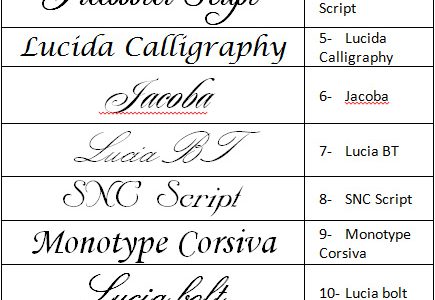 Script
Script
Lucida Calligraphy
5- Lucida
Calligraphy
Jacoba
6- Jacoba
Lucia BT
7- Lucia BT
SNC Script
8- SNC Script
Monotype Corsiva
9- Monotype
Corsiva
Lucia bolt
10- Lucia bolt